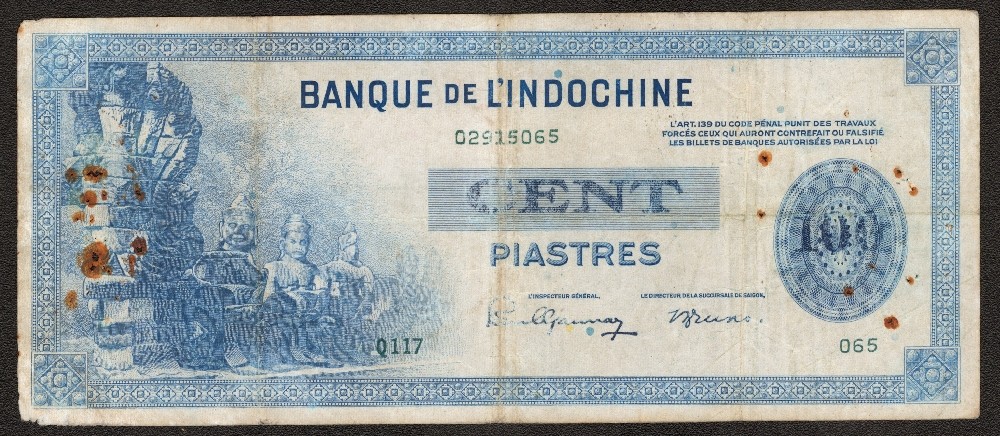 BANQUE DE L'INDOCHINE
02915065
L'ART. 139 DU CODE PÉNAL PUNIT DES TRAVAUX
FORCÉS CEUX QUI AURONT CONTREFAIT OU FALSIFIÉ
LES BILLETS DE BANQUES AUTORISÉES PAR LA LOI
CENT
100
PIASTRES
L'INSPECTEUR GÉNÉRAL,
LE DIRECTEUR DE LA SUCCURSALE DE SAIGON,
Q117
065